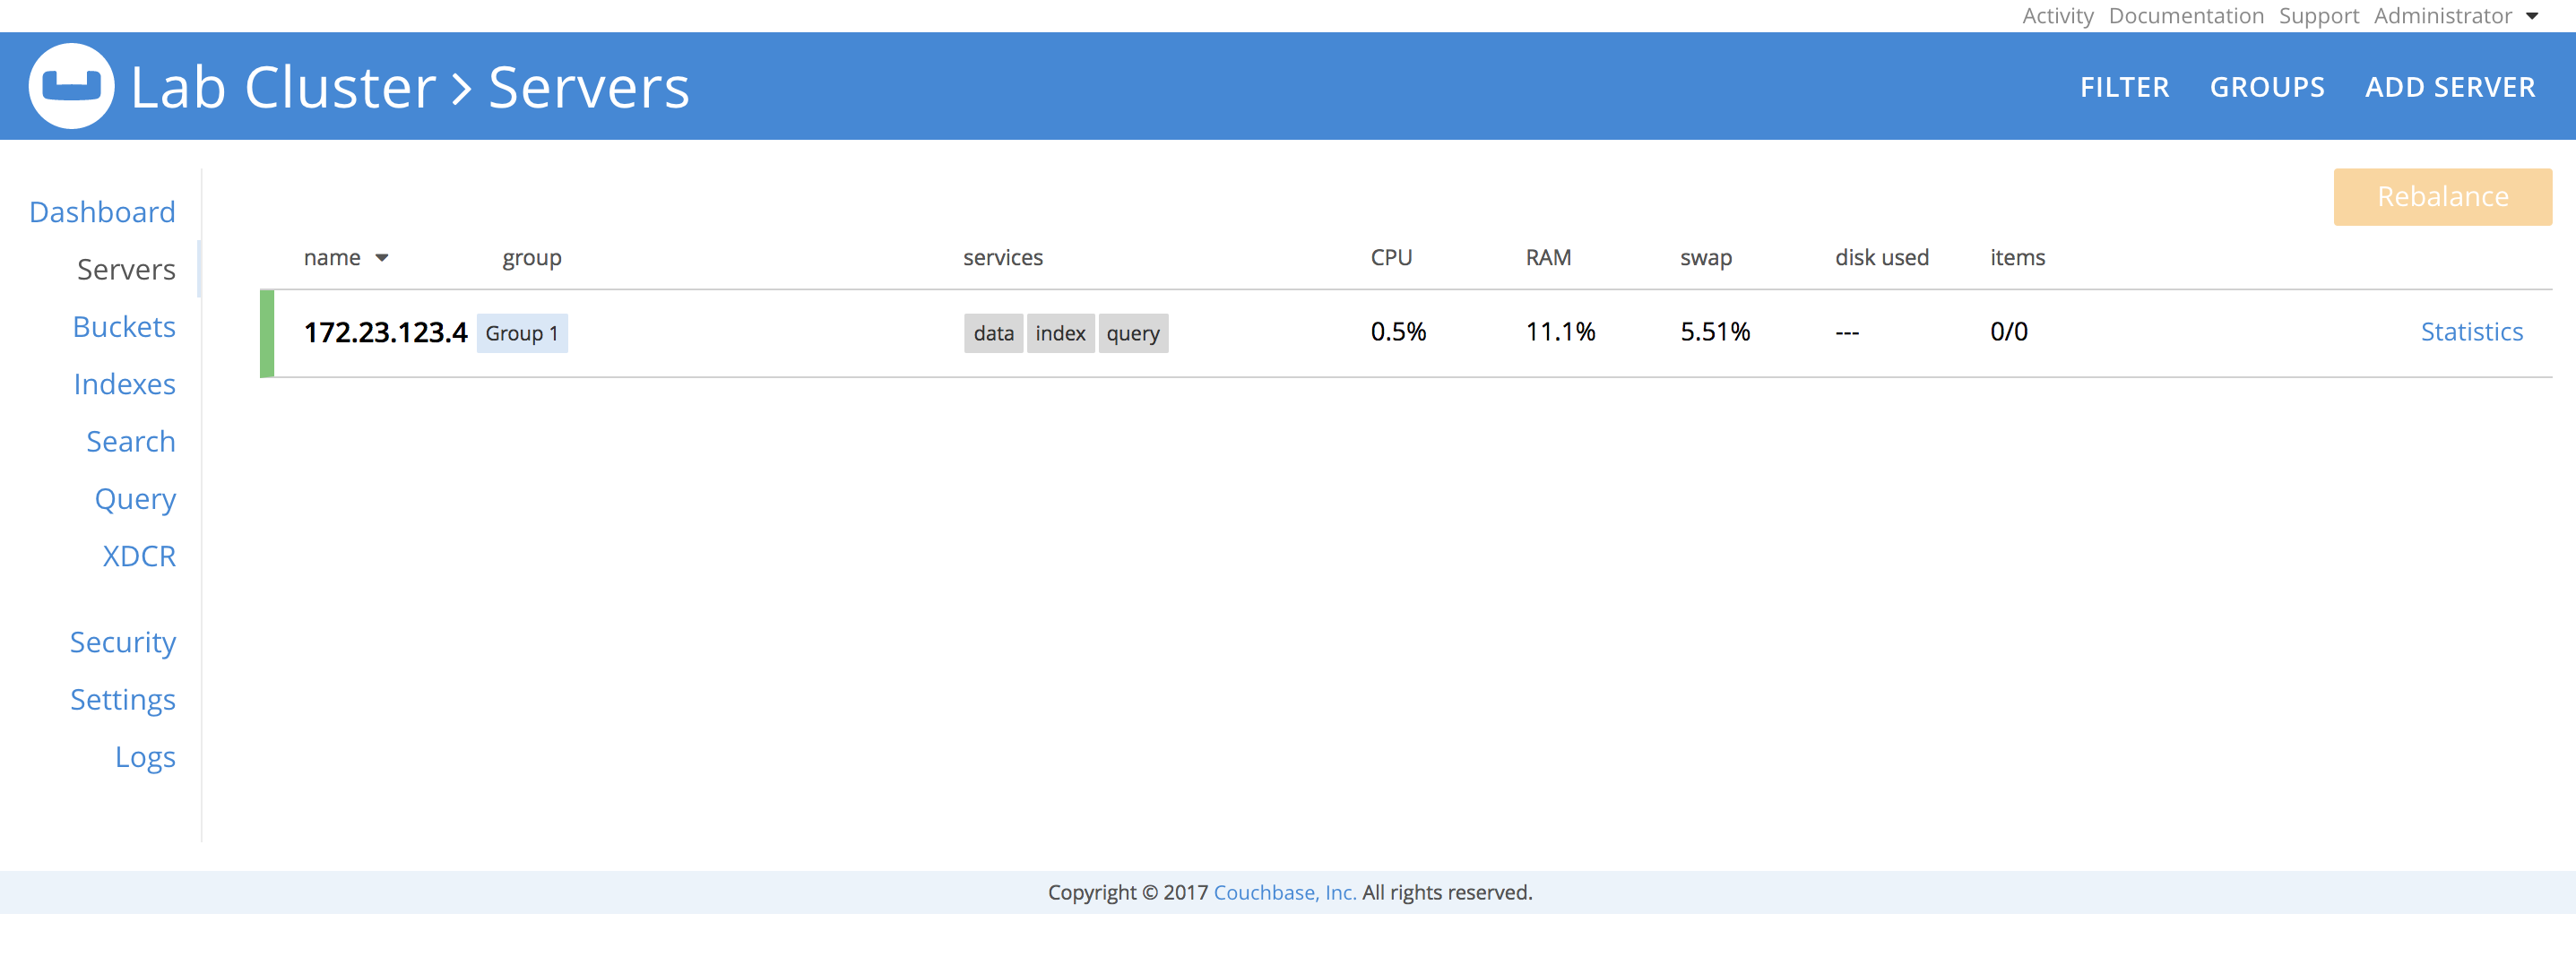 Activity Documentation Support Administrator
Lab Cluster > Servers
FILTER GROUPS ADD SERVER
Rebalance
Dashboard
Servers
Buckets
Indexes
Search
Query
XDCR
Security
Settings
Logs
name group services CPU RAM swap disk used items
172.23.123.4 Group 1 data index query 0.5% 11.1% 5.51% --- 0/0 Statistics
Copyright © 2017 Couchbase, Inc. All rights reserved.